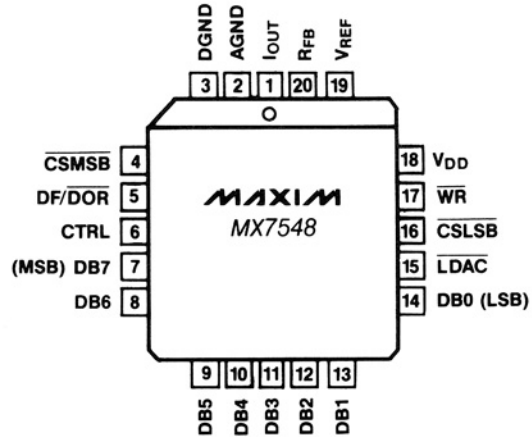 DGND AGND IOUT RFB VREF
3 2 1 20 19
CSMSB 4
18 VDD
DF/DOR 5
MAXIM
17 WR
CTRL 6
MX7548
16 CSLSB
(MSB) DB7 7
15 LDAC
DB6 8
14 DB0 (LSB)
9 10 11 12 13
DB5 DB4 DB3 DB2 DB1